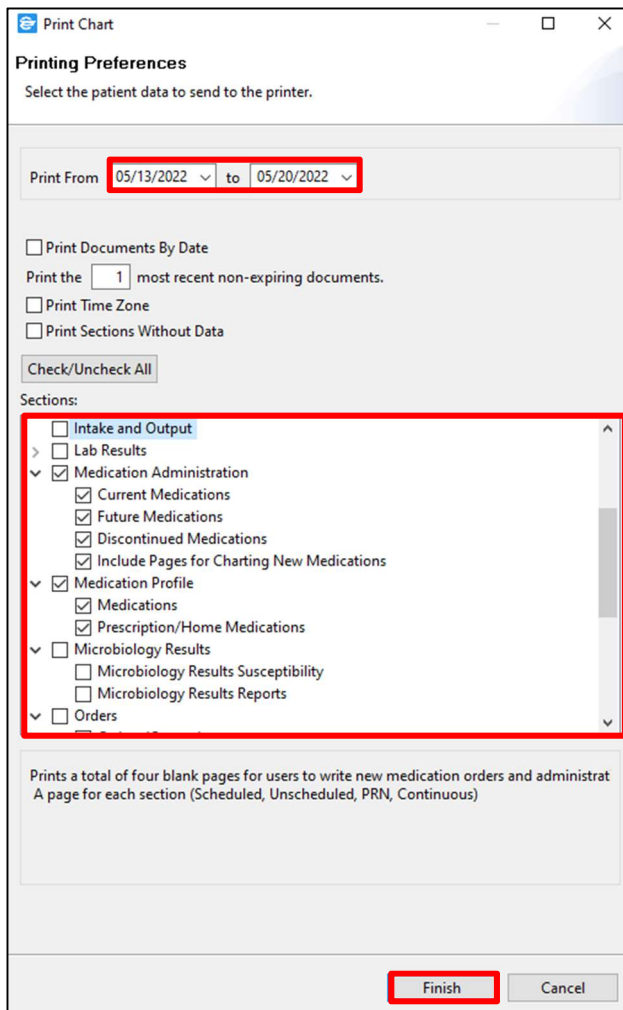 Print Chart
Printing Preferences
Select the patient data to send to the printer.
Print From 05/13/2022 to 05/20/2022
Print Documents By Date
Print the 1 most recent non-expiring documents.
Print Time Zone
Print Sections Without Data
Check/Uncheck All
Sections:
Intake and Output
Lab Results
Medication Administration
Current Medications
Future Medications
Discontinued Medications
Include Pages for Charting New Medications
Medication Profile
Medications
Prescription/Home Medications
Microbiology Results
Microbiology Results Susceptibility
Microbiology Results Reports
Orders
Prints a total of four blank pages for users to write new medication orders and administrat
A page for each section (Scheduled, Unscheduled, PRN, Continuous)
Finish Cancel